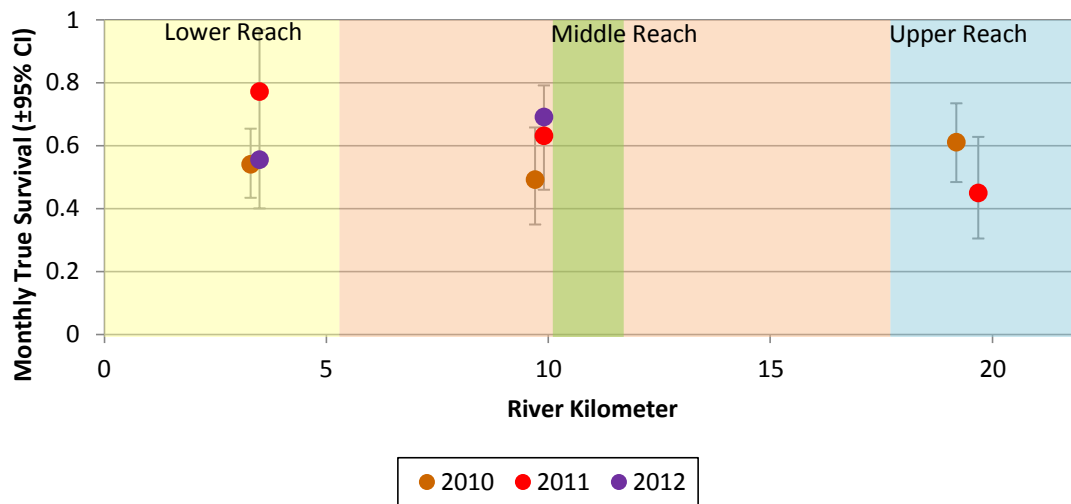 Lower Reach
Middle Reach
Upper Reach
Monthly True Survival (±95% CI)
1
0.8
0.6
0.4
0.2
0
0
5
10
15
20
River Kilometer
2010
2011
2012